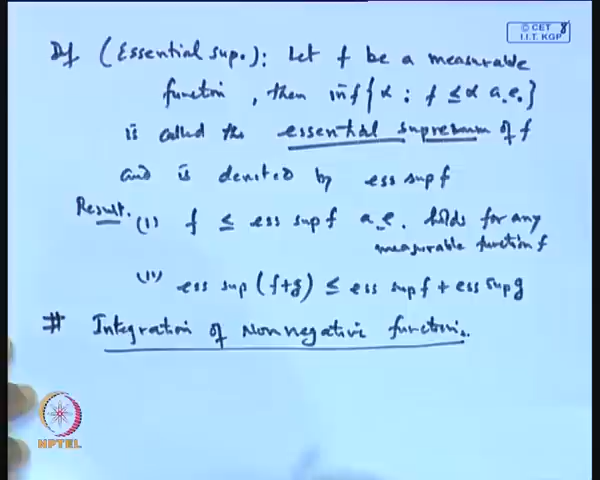 © CET
I.I.T. KGP
8
Df (Essential sup.): Let f be a measurable
function, then inf {α : f ≤ α a.e.}
is called the essential supremum of f
and is denoted by ess sup f
Result. (i) f ≤ ess sup f a.e. holds for any
measurable function f
(ii) ess sup (f+g) ≤ ess sup f + ess sup g
# Integration of Nonnegative functions.
NPTEL